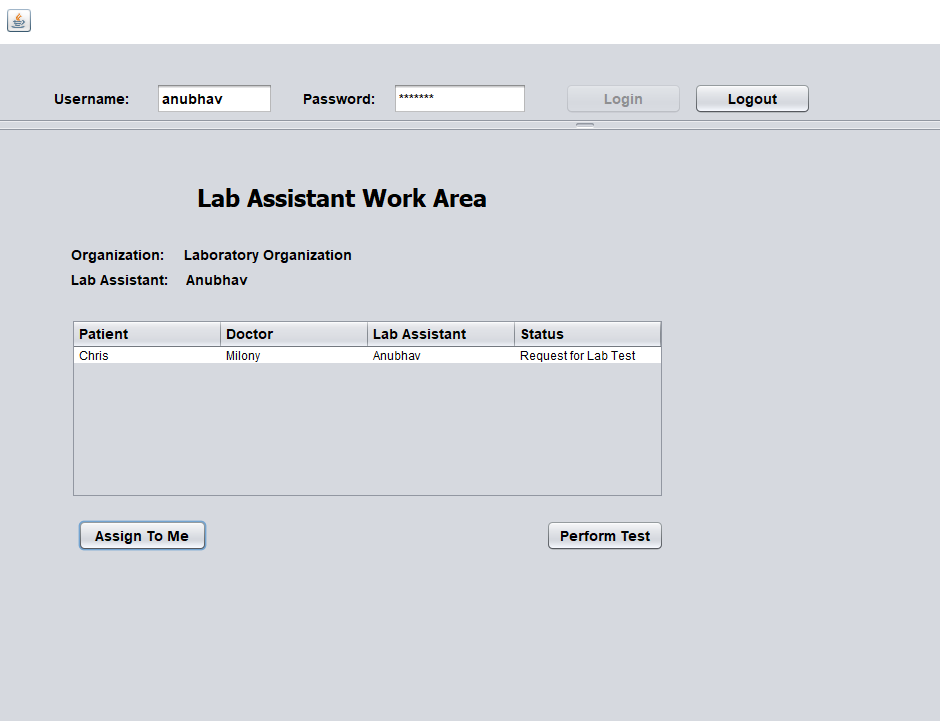 Username: anubhav Password: ******* Login Logout
Lab Assistant Work Area
Organization: Laboratory Organization
Lab Assistant: Anubhav
Patient Doctor Lab Assistant Status
Chris Milony Anubhav Request for Lab Test
Assign To Me Perform Test